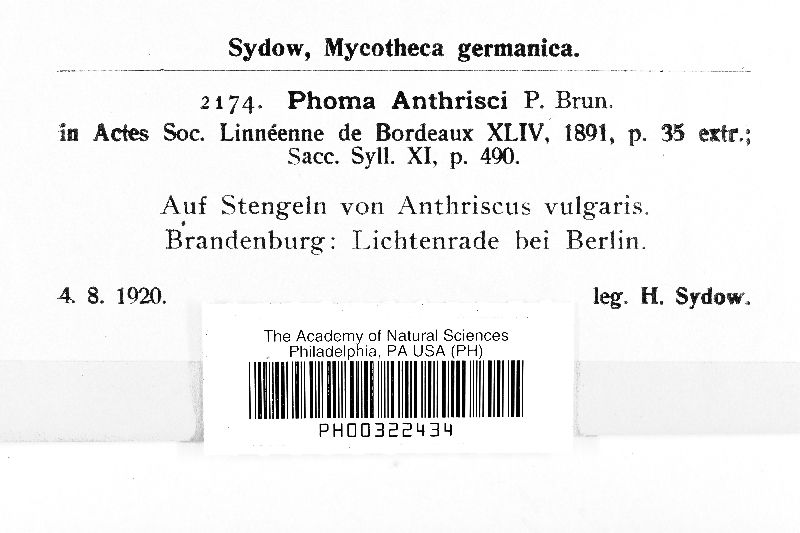 Sydow, Mycotheca germanica.
2174. Phoma Anthrisci P. Brun.
in Actes Soc. Linnéenne de Bordeaux XLIV, 1891, p. 35 extr.;
Sacc. Syll. XI, p. 490.
Auf Stengeln von Anthriscus vulgaris.
Brandenburg: Lichtenrade bei Berlin.
4. 8. 1920. leg. H. Sydow.
The Academy of Natural Sciences
Philadelphia, PA USA (PH)
PH00322434